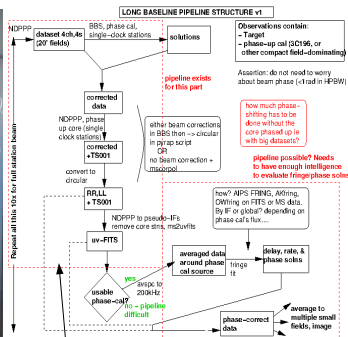 LONG BASELINE PIPELINE STRUCTURE v1
NDPPP
dataset 4ch,4s
(20' fields)
BBS, phase cal,
single-clock stations
solutions
Observations contain:
- Target
- phase-up cal (3C196, or
other compact field-dominating)
Assertion: do not need to worry
about beam phase (<1rad in HPBW)
pipeline exists
for this part
corrected
data
NDPPP, phase
up core (single
clock stations)
either beam corrections
in BBS then -> circular
in pyrap script
OR
no beam correction +
mscorpol
how much phase-
shifting has to be
done without the
core phased up ie
with big datasets?
corrected
+TS001
pipeline possible? Needs
to have enough intelligence
to evaluate fringe/phase solns
convert to
circular
RR,LL
+TS001
how? AIPS FRING, AKfring,
OWfring on FITS or MS data.
By IF or global? depending on
phase cal's flux....
NDPPP to pseudo-IFs
remove core stns, ms2uvfits
uv-FITS
Repeat all this 10x for full station beam
averaged data
around phase
cal source
fringe
fit
delay, rate, &
phase solns
usable
phase-cal?
yes
avspc to
200kHz
no - pipeline
difficult
phase-correct
data
average to
multiple small
fields, image